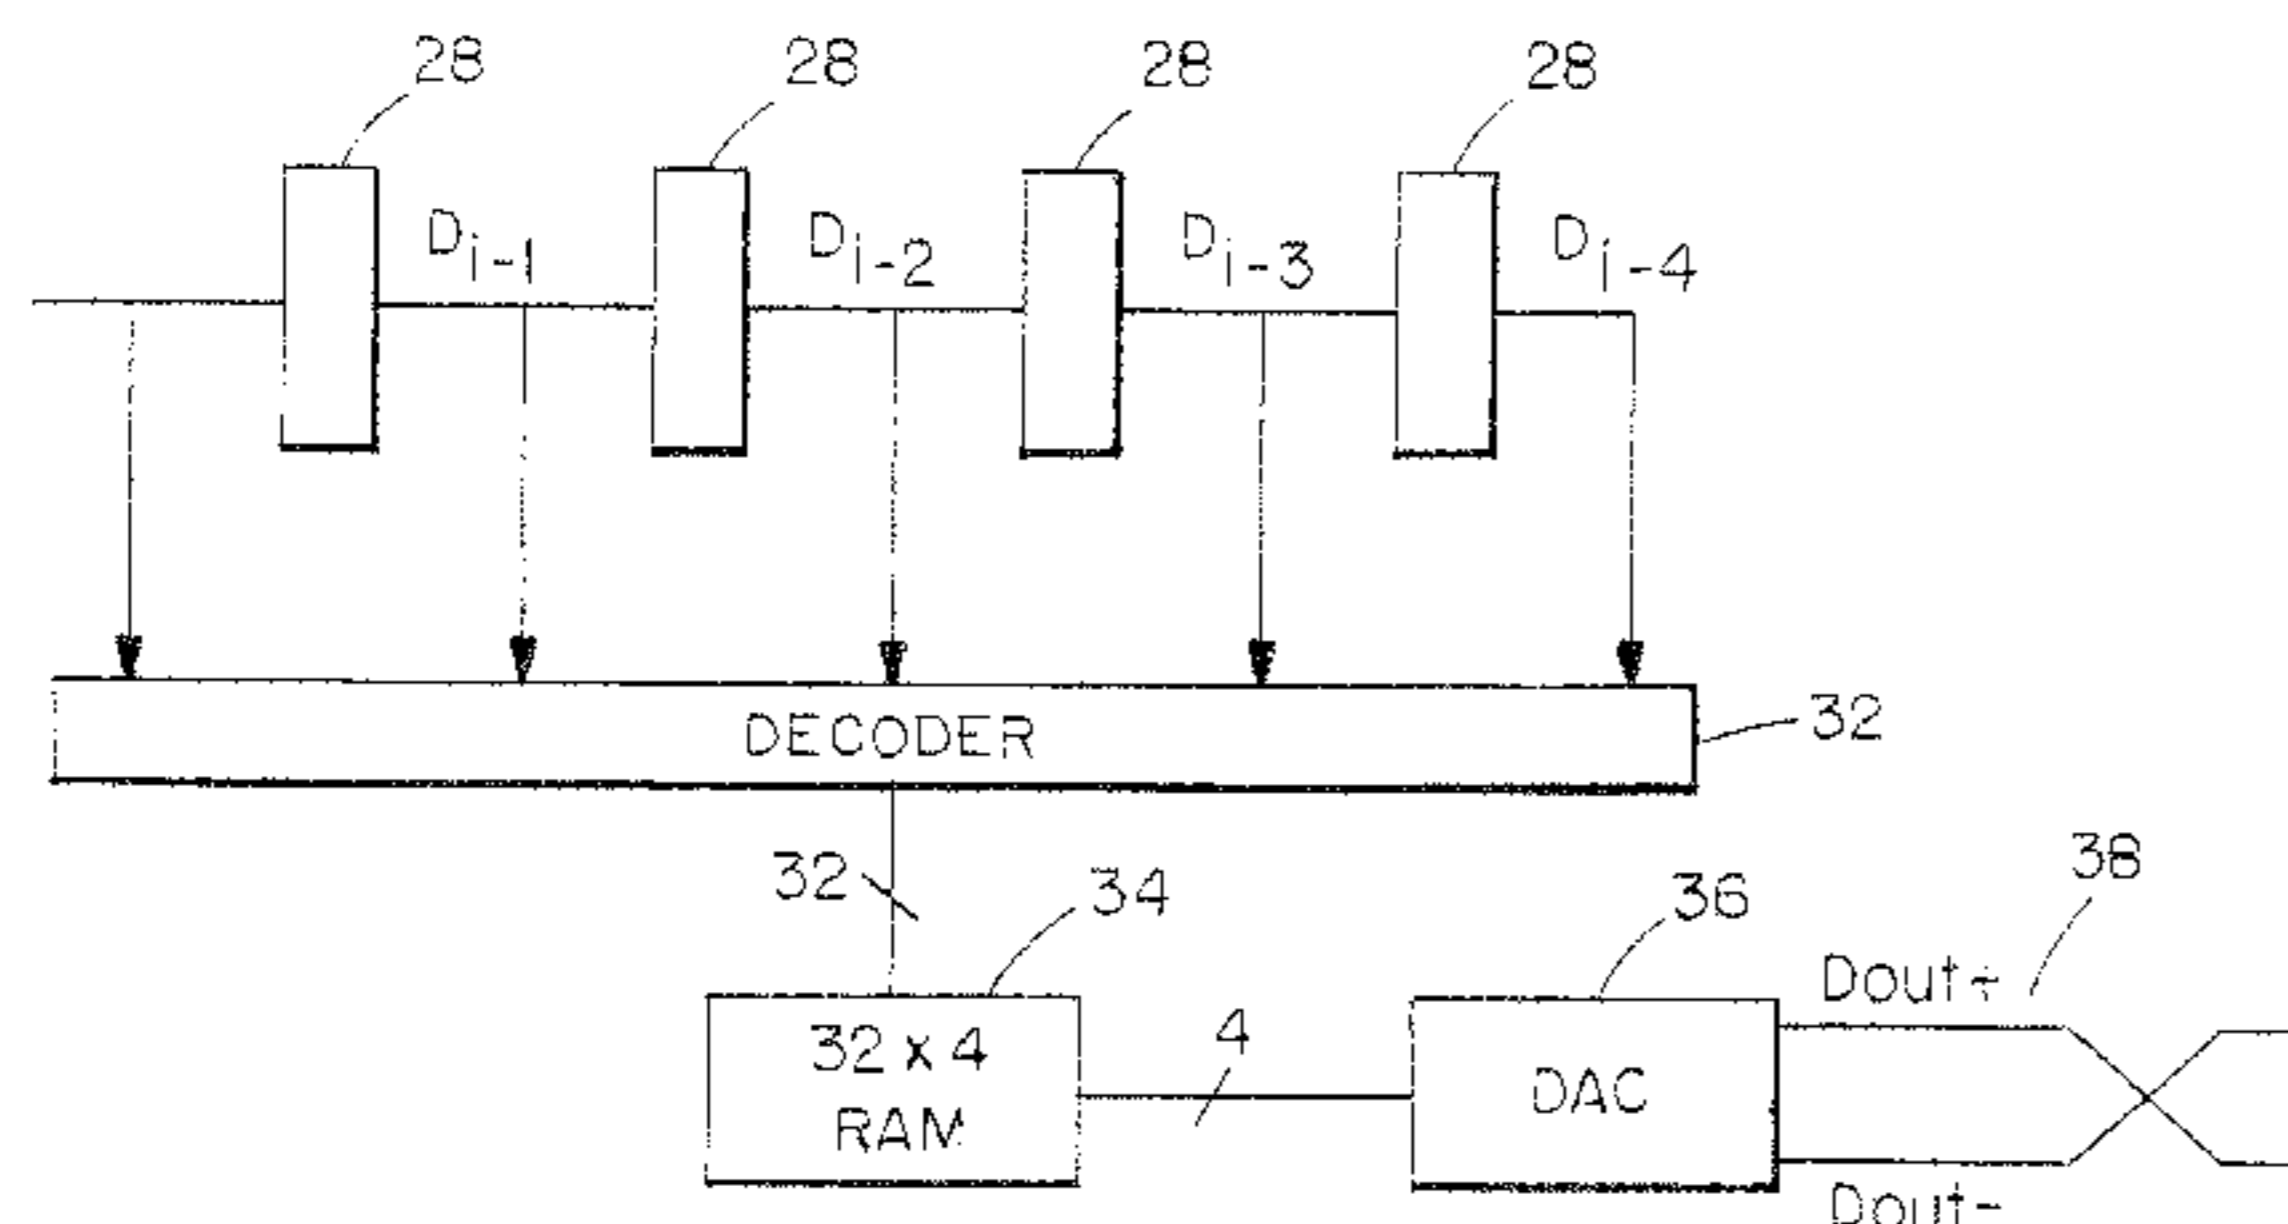 28 28 28 28
Di-1 Di-2 Di-3 Di-4
DECODER
32
32
34
36
38
32 x 4
RAM
4
DAC
Dout+
Dout-